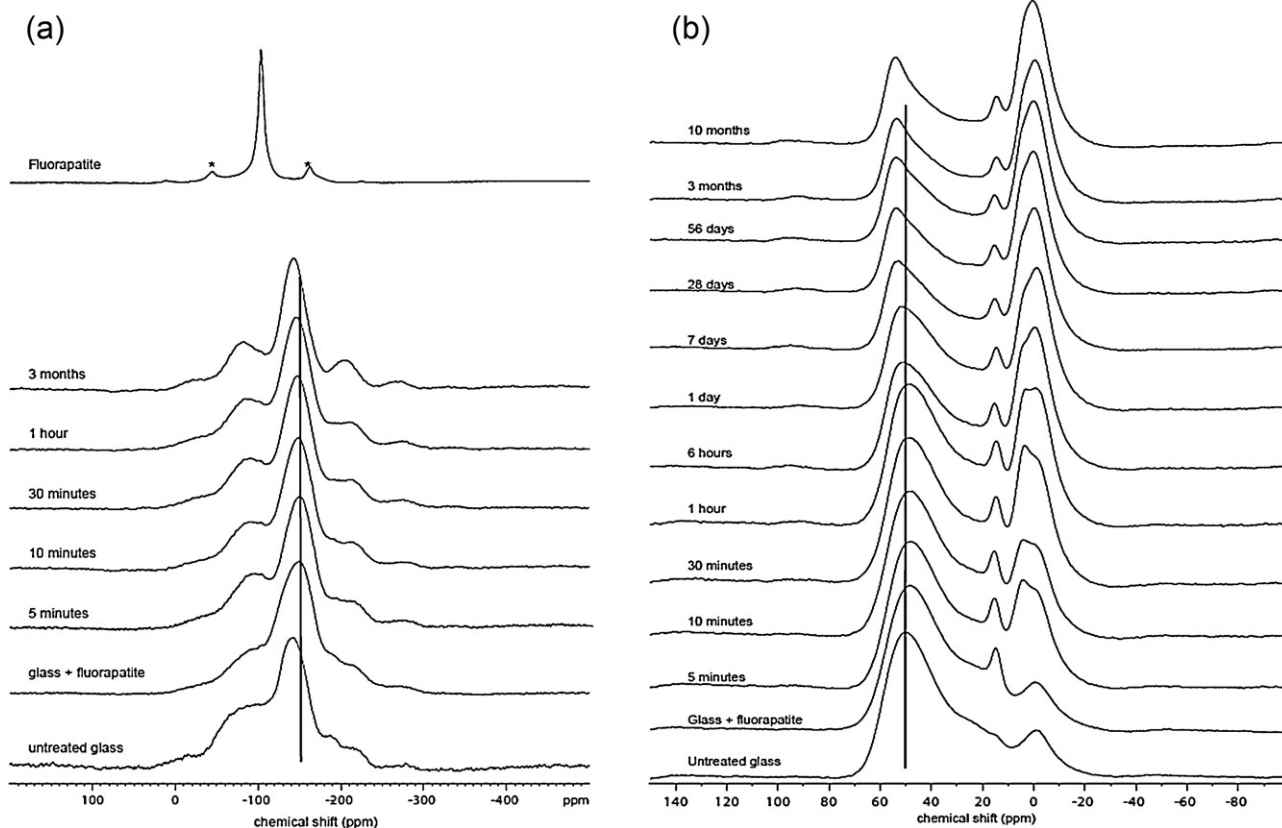 (a)
Fluorapatite
*
*
3 months
1 hour
30 minutes
10 minutes
5 minutes
glass + fluorapatite
untreated glass
100 0 -100 -200 -300 -400 ppm
chemical shift (ppm)
(b)
10 months
3 months
56 days
28 days
7 days
1 day
6 hours
1 hour
30 minutes
10 minutes
5 minutes
Glass + fluorapatite
Untreated glass
140 120 100 80 60 40 20 0 -20 -40 -60 -80
chemical shift (ppm)